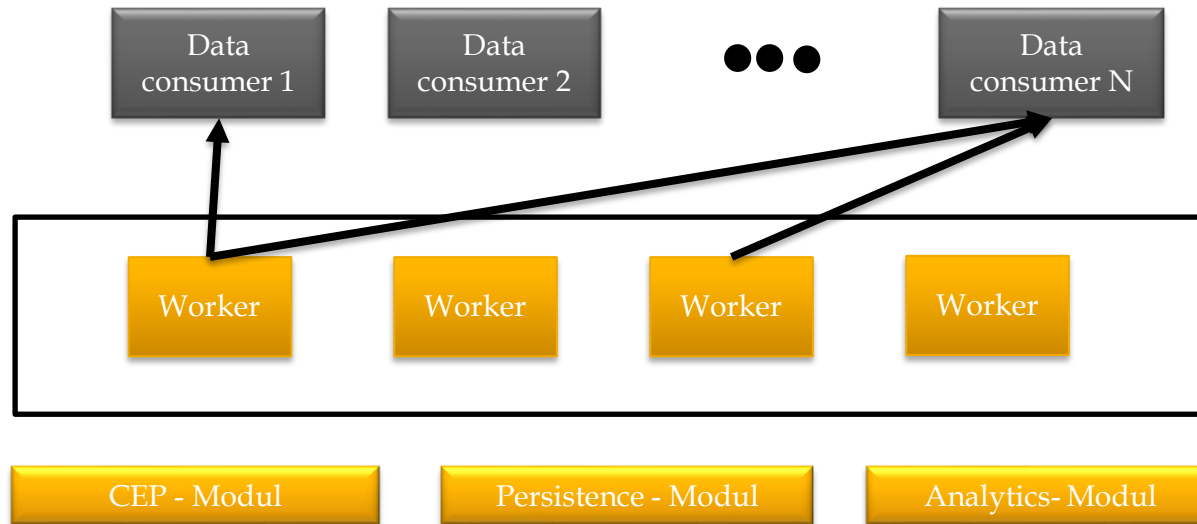 Data
consumer 1
Data
consumer 2
Data
consumer N
Worker
Worker
Worker
Worker
CEP - Modul
Persistence - Modul
Analytics- Modul